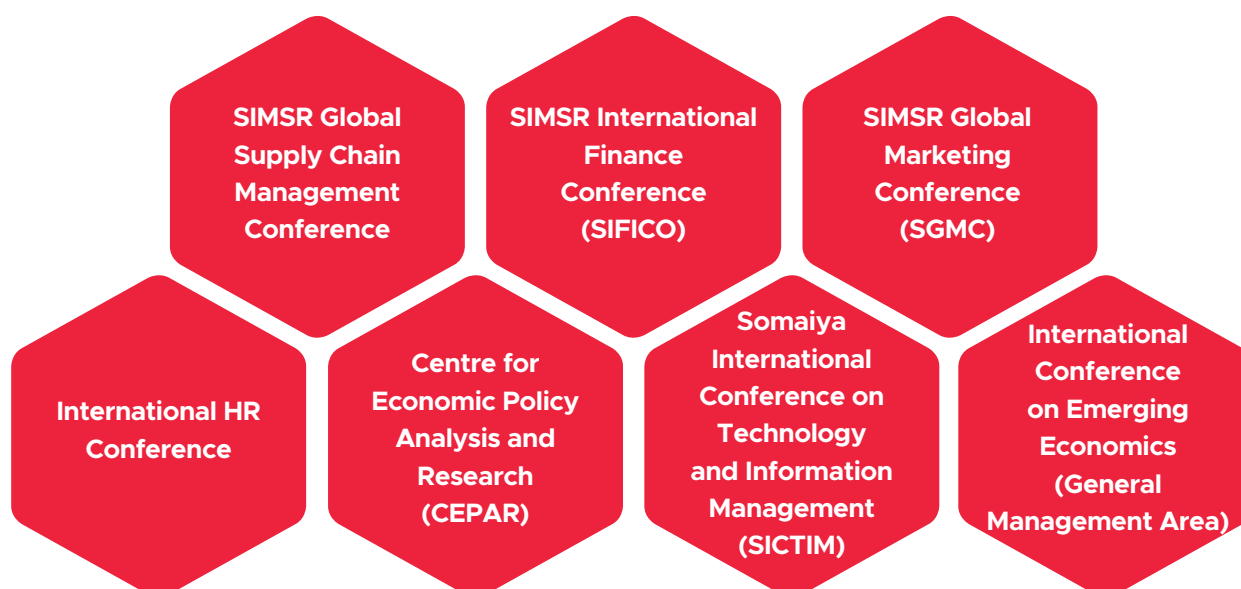 SIMSR Global
Supply Chain
Management
Conference
SIMSR International
Finance
Conference
(SIFICO)
SIMSR Global
Marketing
Conference
(SGMC)
International HR
Conference
Centre for
Economic Policy
Analysis and
Research
(CEPAR)
Somaiya
International
Conference on
Technology
and Information
Management
(SICTIM)
International
Conference
on Emerging
Economics
(General
Management Area)